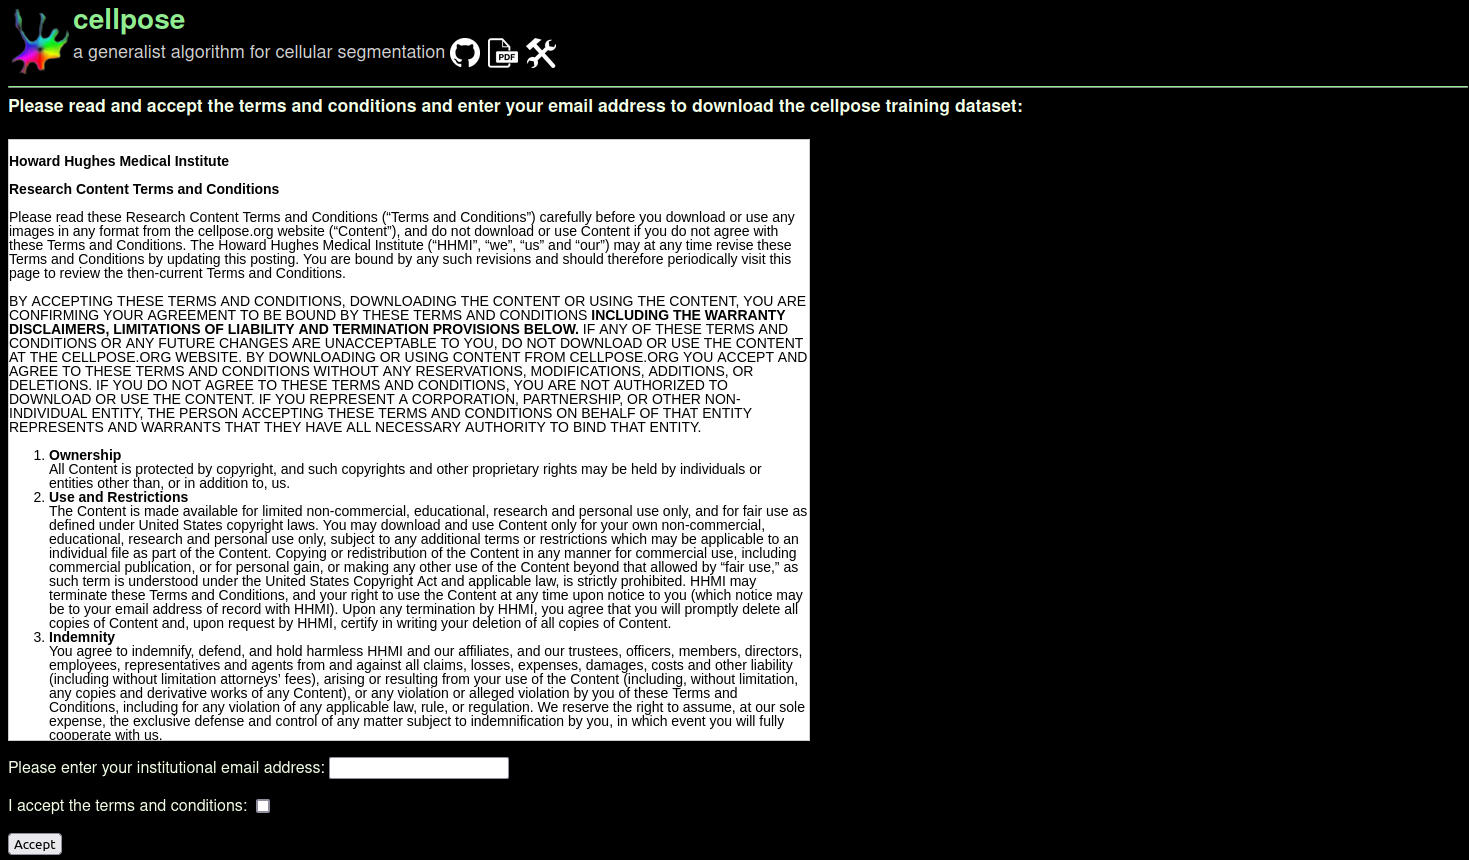 cellpose
a generalist algorithm for cellular segmentation
PDF
Please read and accept the terms and conditions and enter your email address to download the cellpose training dataset:
Howard Hughes Medical Institute
Research Content Terms and Conditions
Please read these Research Content Terms and Conditions (“Terms and Conditions”) carefully before you download or use any
images in any format from the cellpose.org website (“Content”), and do not download or use Content if you do not agree with
these Terms and Conditions. The Howard Hughes Medical Institute (“HHMI”, “we”, “us” and “our”) may at any time revise these
Terms and Conditions by updating this posting. You are bound by any such revisions and should therefore periodically visit this
page to review the then-current Terms and Conditions.
BY ACCEPTING THESE TERMS AND CONDITIONS, DOWNLOADING THE CONTENT OR USING THE CONTENT, YOU ARE
CONFIRMING YOUR AGREEMENT TO BE BOUND BY THESE TERMS AND CONDITIONS INCLUDING THE WARRANTY
DISCLAIMERS, LIMITATIONS OF LIABILITY AND TERMINATION PROVISIONS BELOW. IF ANY OF THESE TERMS AND
CONDITIONS OR ANY FUTURE CHANGES ARE UNACCEPTABLE TO YOU, DO NOT DOWNLOAD OR USE THE CONTENT
AT THE CELLPOSE.ORG WEBSITE. BY DOWNLOADING OR USING CONTENT FROM CELLPOSE.ORG YOU ACCEPT AND
AGREE TO THESE TERMS AND CONDITIONS WITHOUT ANY RESERVATIONS, MODIFICATIONS, ADDITIONS, OR
DELETIONS. IF YOU DO NOT AGREE TO THESE TERMS AND CONDITIONS, YOU ARE NOT AUTHORIZED TO
DOWNLOAD OR USE THE CONTENT. IF YOU REPRESENT A CORPORATION, PARTNERSHIP, OR OTHER NON-
INDIVIDUAL ENTITY, THE PERSON ACCEPTING THESE TERMS AND CONDITIONS ON BEHALF OF THAT ENTITY
REPRESENTS AND WARRANTS THAT THEY HAVE ALL NECESSARY AUTHORITY TO BIND THAT ENTITY.
1. Ownership
All Content is protected by copyright, and such copyrights and other proprietary rights may be held by individuals or
entities other than, or in addition to, us.
2. Use and Restrictions
The Content is made available for limited non-commercial, educational, research and personal use only, and for fair use as
defined under United States copyright laws. You may download and use Content only for your own non-commercial,
educational, research and personal use only, subject to any additional terms or restrictions which may be applicable to an
individual file as part of the Content. Copying or redistribution of the Content in any manner for commercial use, including
commercial publication, or for personal gain, or making any other use of the Content beyond that allowed by “fair use,” as
such term is understood under the United States Copyright Act and applicable law, is strictly prohibited. HHMI may
terminate these Terms and Conditions, and your right to use the Content at any time upon notice to you (which notice may
be to your email address of record with HHMI). Upon any termination by HHMI, you agree that you will promptly delete all
copies of Content and, upon request by HHMI, certify in writing your deletion of all copies of Content.
3. Indemnity
You agree to indemnify, defend, and hold harmless HHMI and our affiliates, and our trustees, officers, members, directors,
employees, representatives and agents from and against all claims, losses, expenses, damages, costs and other liability
(including without limitation attorneys’ fees), arising or resulting from your use of the Content (including, without limitation,
any copies and derivative works of any Content), or any violation or alleged violation by you of these Terms and
Conditions, including for any violation of any applicable law, rule, or regulation. We reserve the right to assume, at our sole
expense, the exclusive defense and control of any matter subject to indemnification by you, in which event you will fully
cooperate with us.
Please enter your institutional email address:
I accept the terms and conditions:
Accept